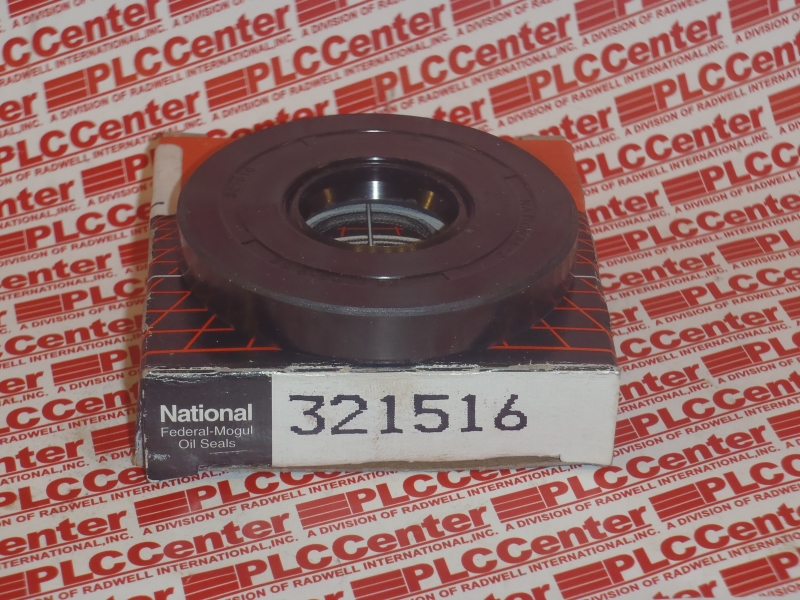 PLCCenter
A DIVISION OF RADWELL INTERNATIONAL,INC.
National
Federal-Mogul
Oil Seals
321516